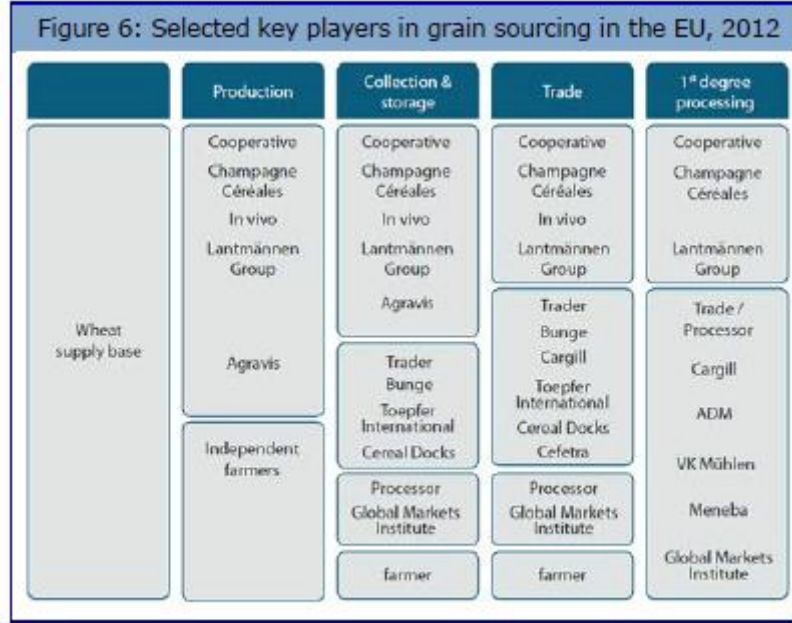 Figure 6: Selected key players in grain sourcing in the EU, 2012
Production
Collection &
storage
Trade
1st degree
processing
Wheat
supply base
Cooperative
Champagne
Céréales
In vivo
Lantmännen
Group
Agravis
Independent
farmers
Cooperative
Champagne
Céréales
In vivo
Lantmännen
Group
Agravis
Trader
Bunge
Toepfer
International
Cereal Docks
Processor
Global Markets
Institute
farmer
Cooperative
Champagne
Céréales
In vivo
Lantmännen
Group
Trader
Bunge
Cargill
Toepfer
International
Cereal Docks
Cefetra
Processor
Global Markets
Institute
farmer
Cooperative
Champagne
Céréales
Lantmännen
Group
Trade /
Processor
Cargill
ADM
VK Mühlen
Meneba
Global Markets
Institute